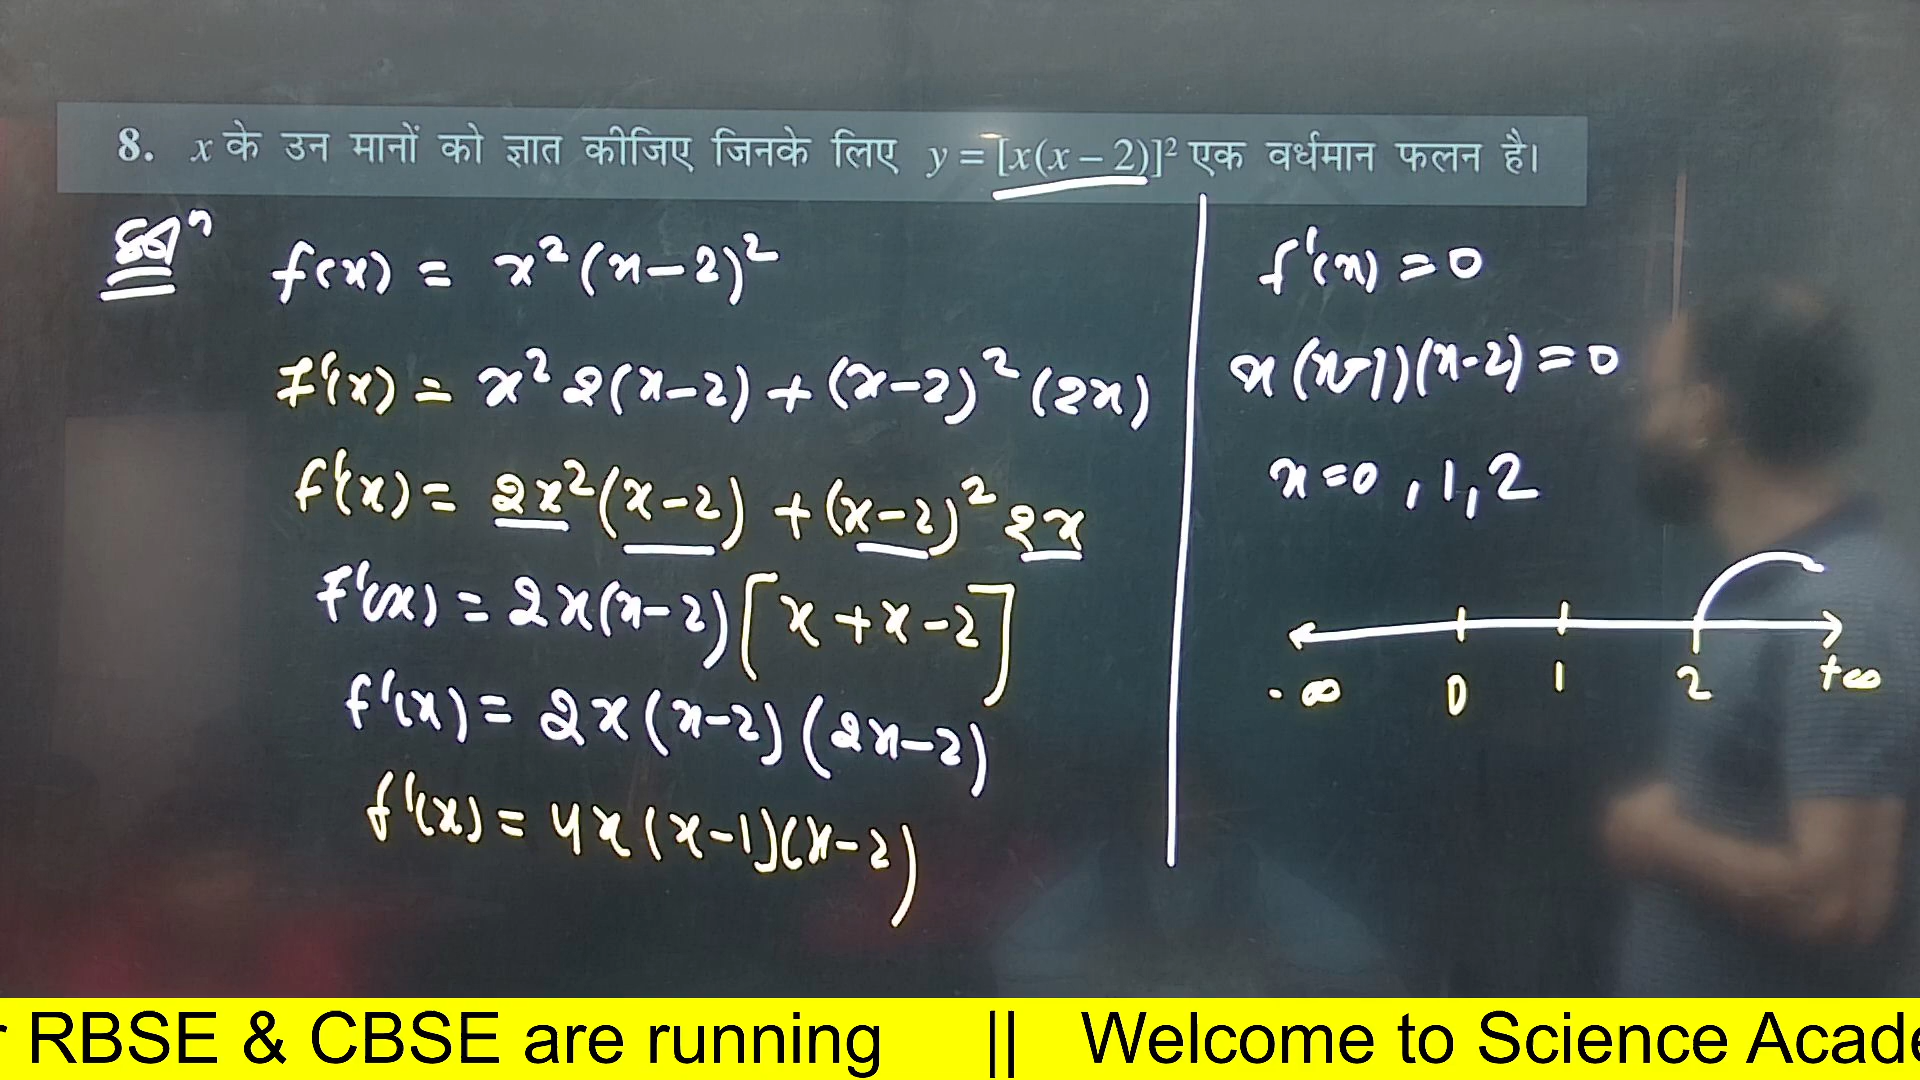 8. x के उन मानों को ज्ञात कीजिए जिनके लिए y = [x(x – 2)]² एक वर्धमान फलन है।
f(x) = x²(x-2)²
f'(x) = x² 2(x-2) + (x-2)² (2x)
f'(x) = 2x²(x-2) + (x-2)² 2x
f'(x) = 2x(x-2) [x + x - 2]
f'(x) = 2x(x-2)(2x-2)
f'(x) = 4x(x-1)(x-2)
f'(x) = 0
x(x-1)(x-2) = 0
x = 0, 1, 2
-∞ 0 1 2 +∞
RBSE & CBSE are running || Welcome to Science